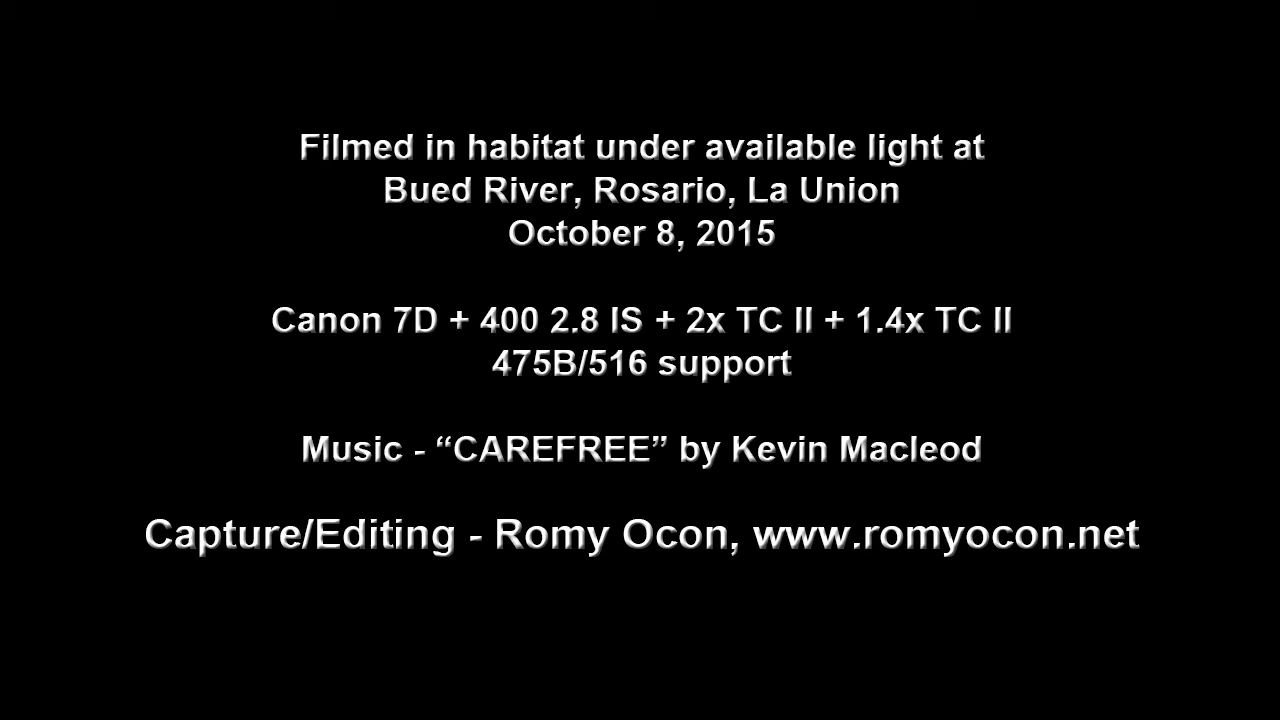 Filmed in habitat under available light at
Bued River, Rosario, La Union
October 8, 2015
Canon 7D + 400 2.8 IS + 2x TC II + 1.4x TC II
475B/516 support
Music - “CAREFREE” by Kevin Macleod
Capture/Editing - Romy Ocon, www.romyocon.net